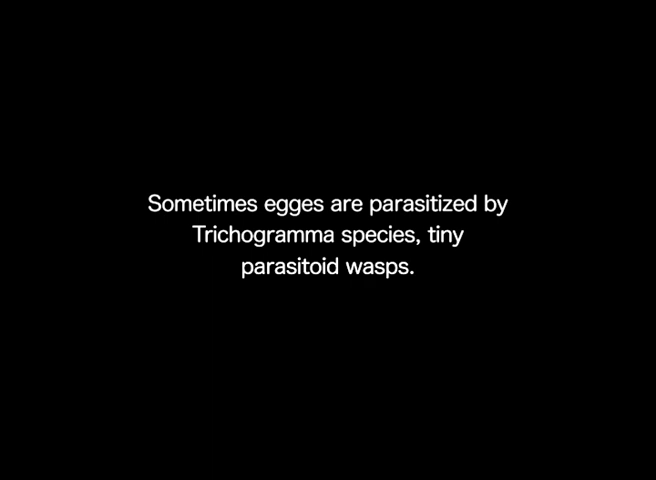 Sometimes egges are parasitized by
Trichogramma species, tiny
parasitoid wasps.